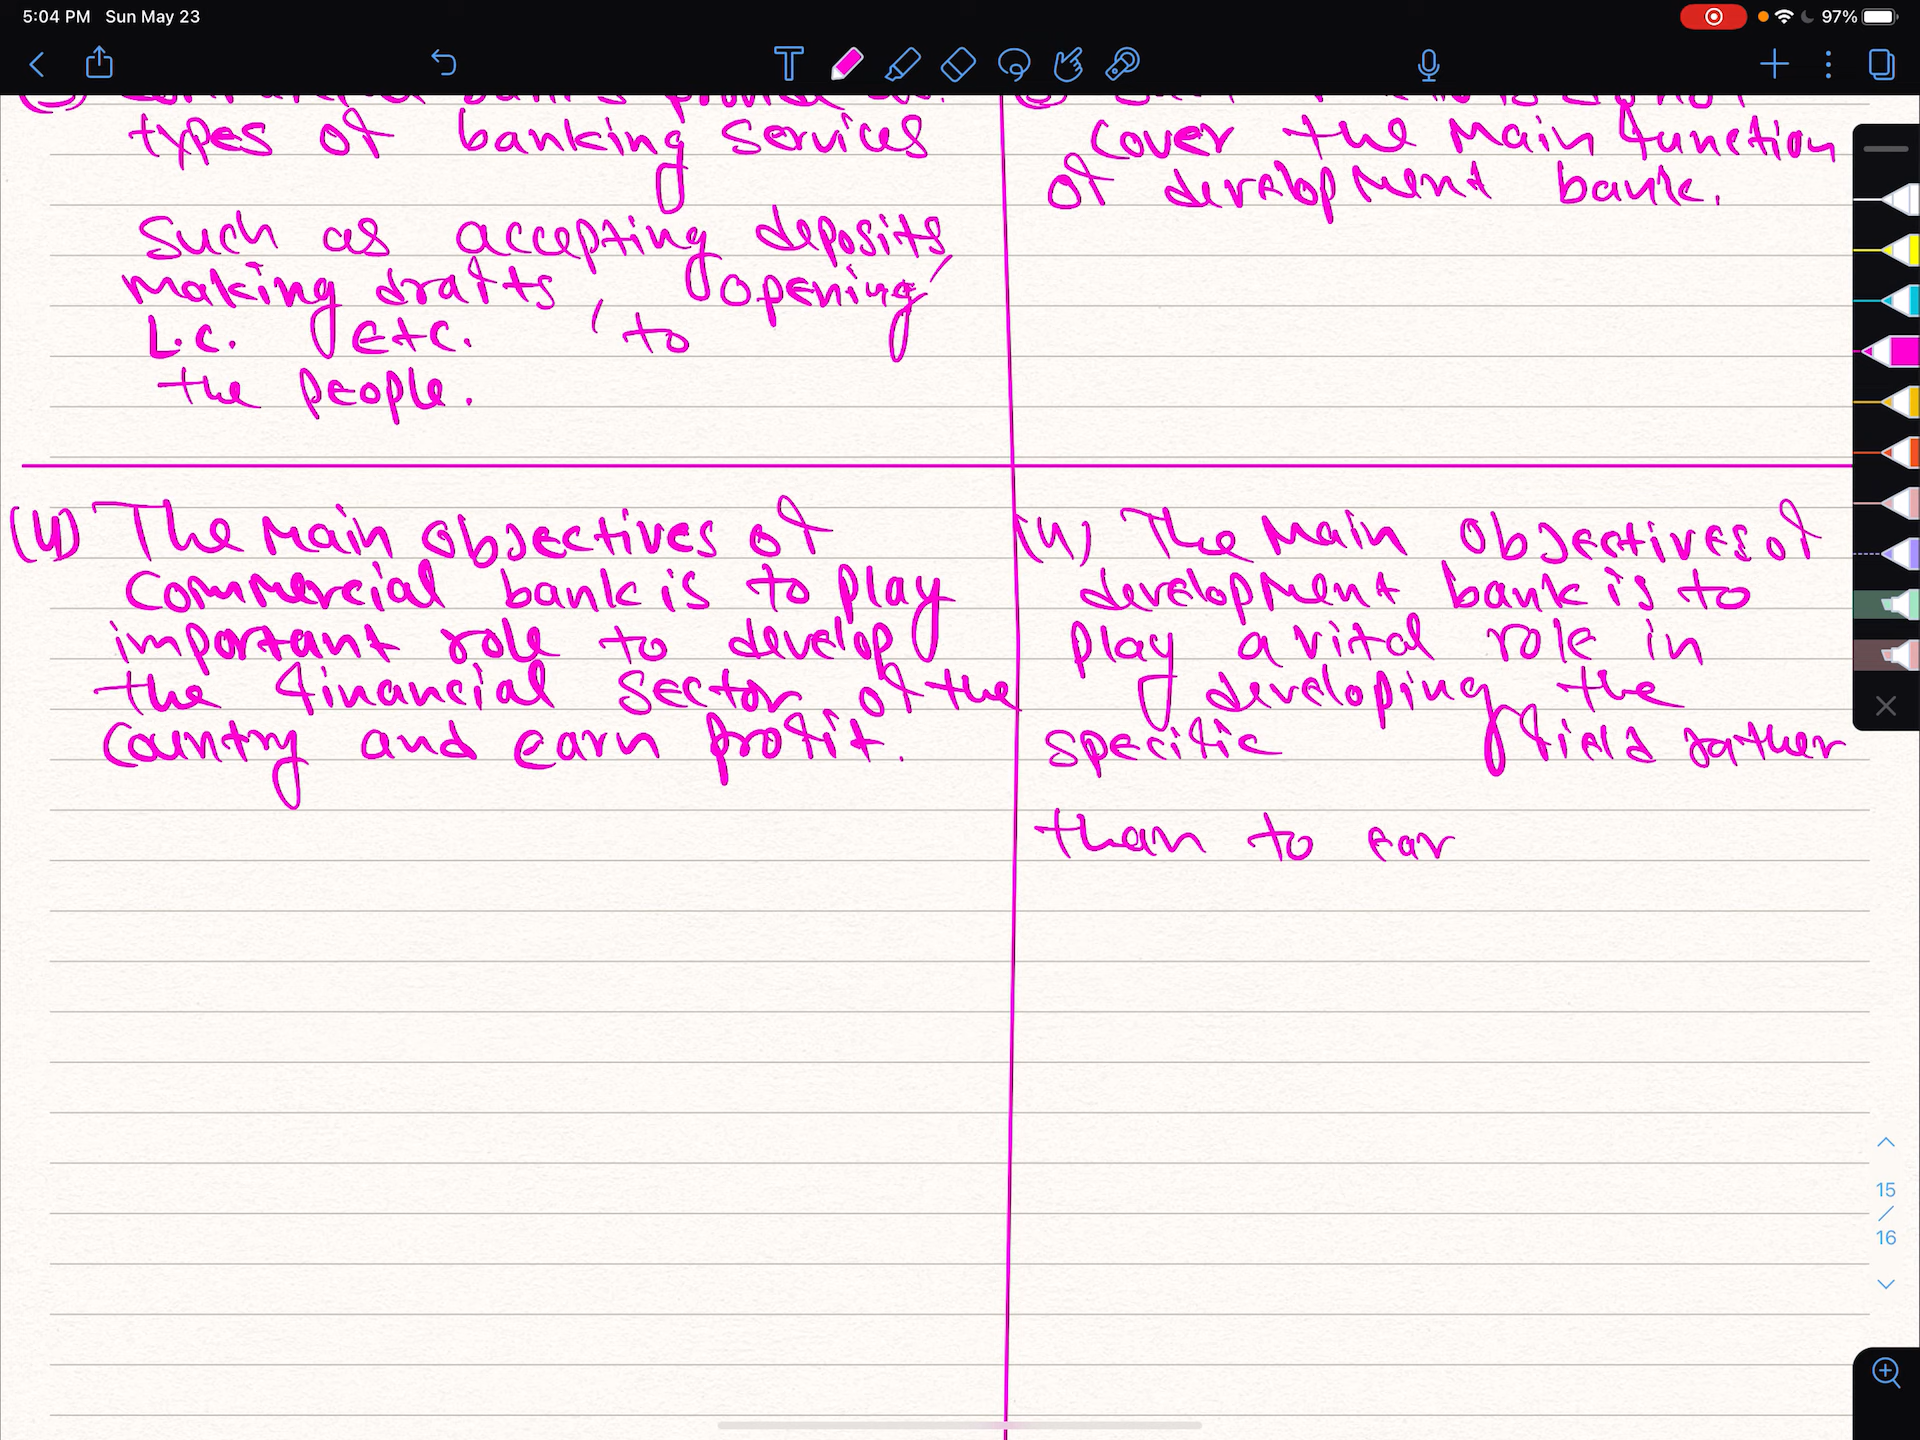 5:04 PM Sun May 23
97%
types of banking services
such as accepting deposits,
making drafts, opening
L.C. etc. to
the people.
cover the main function
of development bank.
(4) The main objectives of
commercial bank is to play
important role to develop
the financial sector of the
country and earn profit.
(4) The main objectives of
development bank is to
play a vital role in
developing the
specific field rather
than to ear
15
/
16